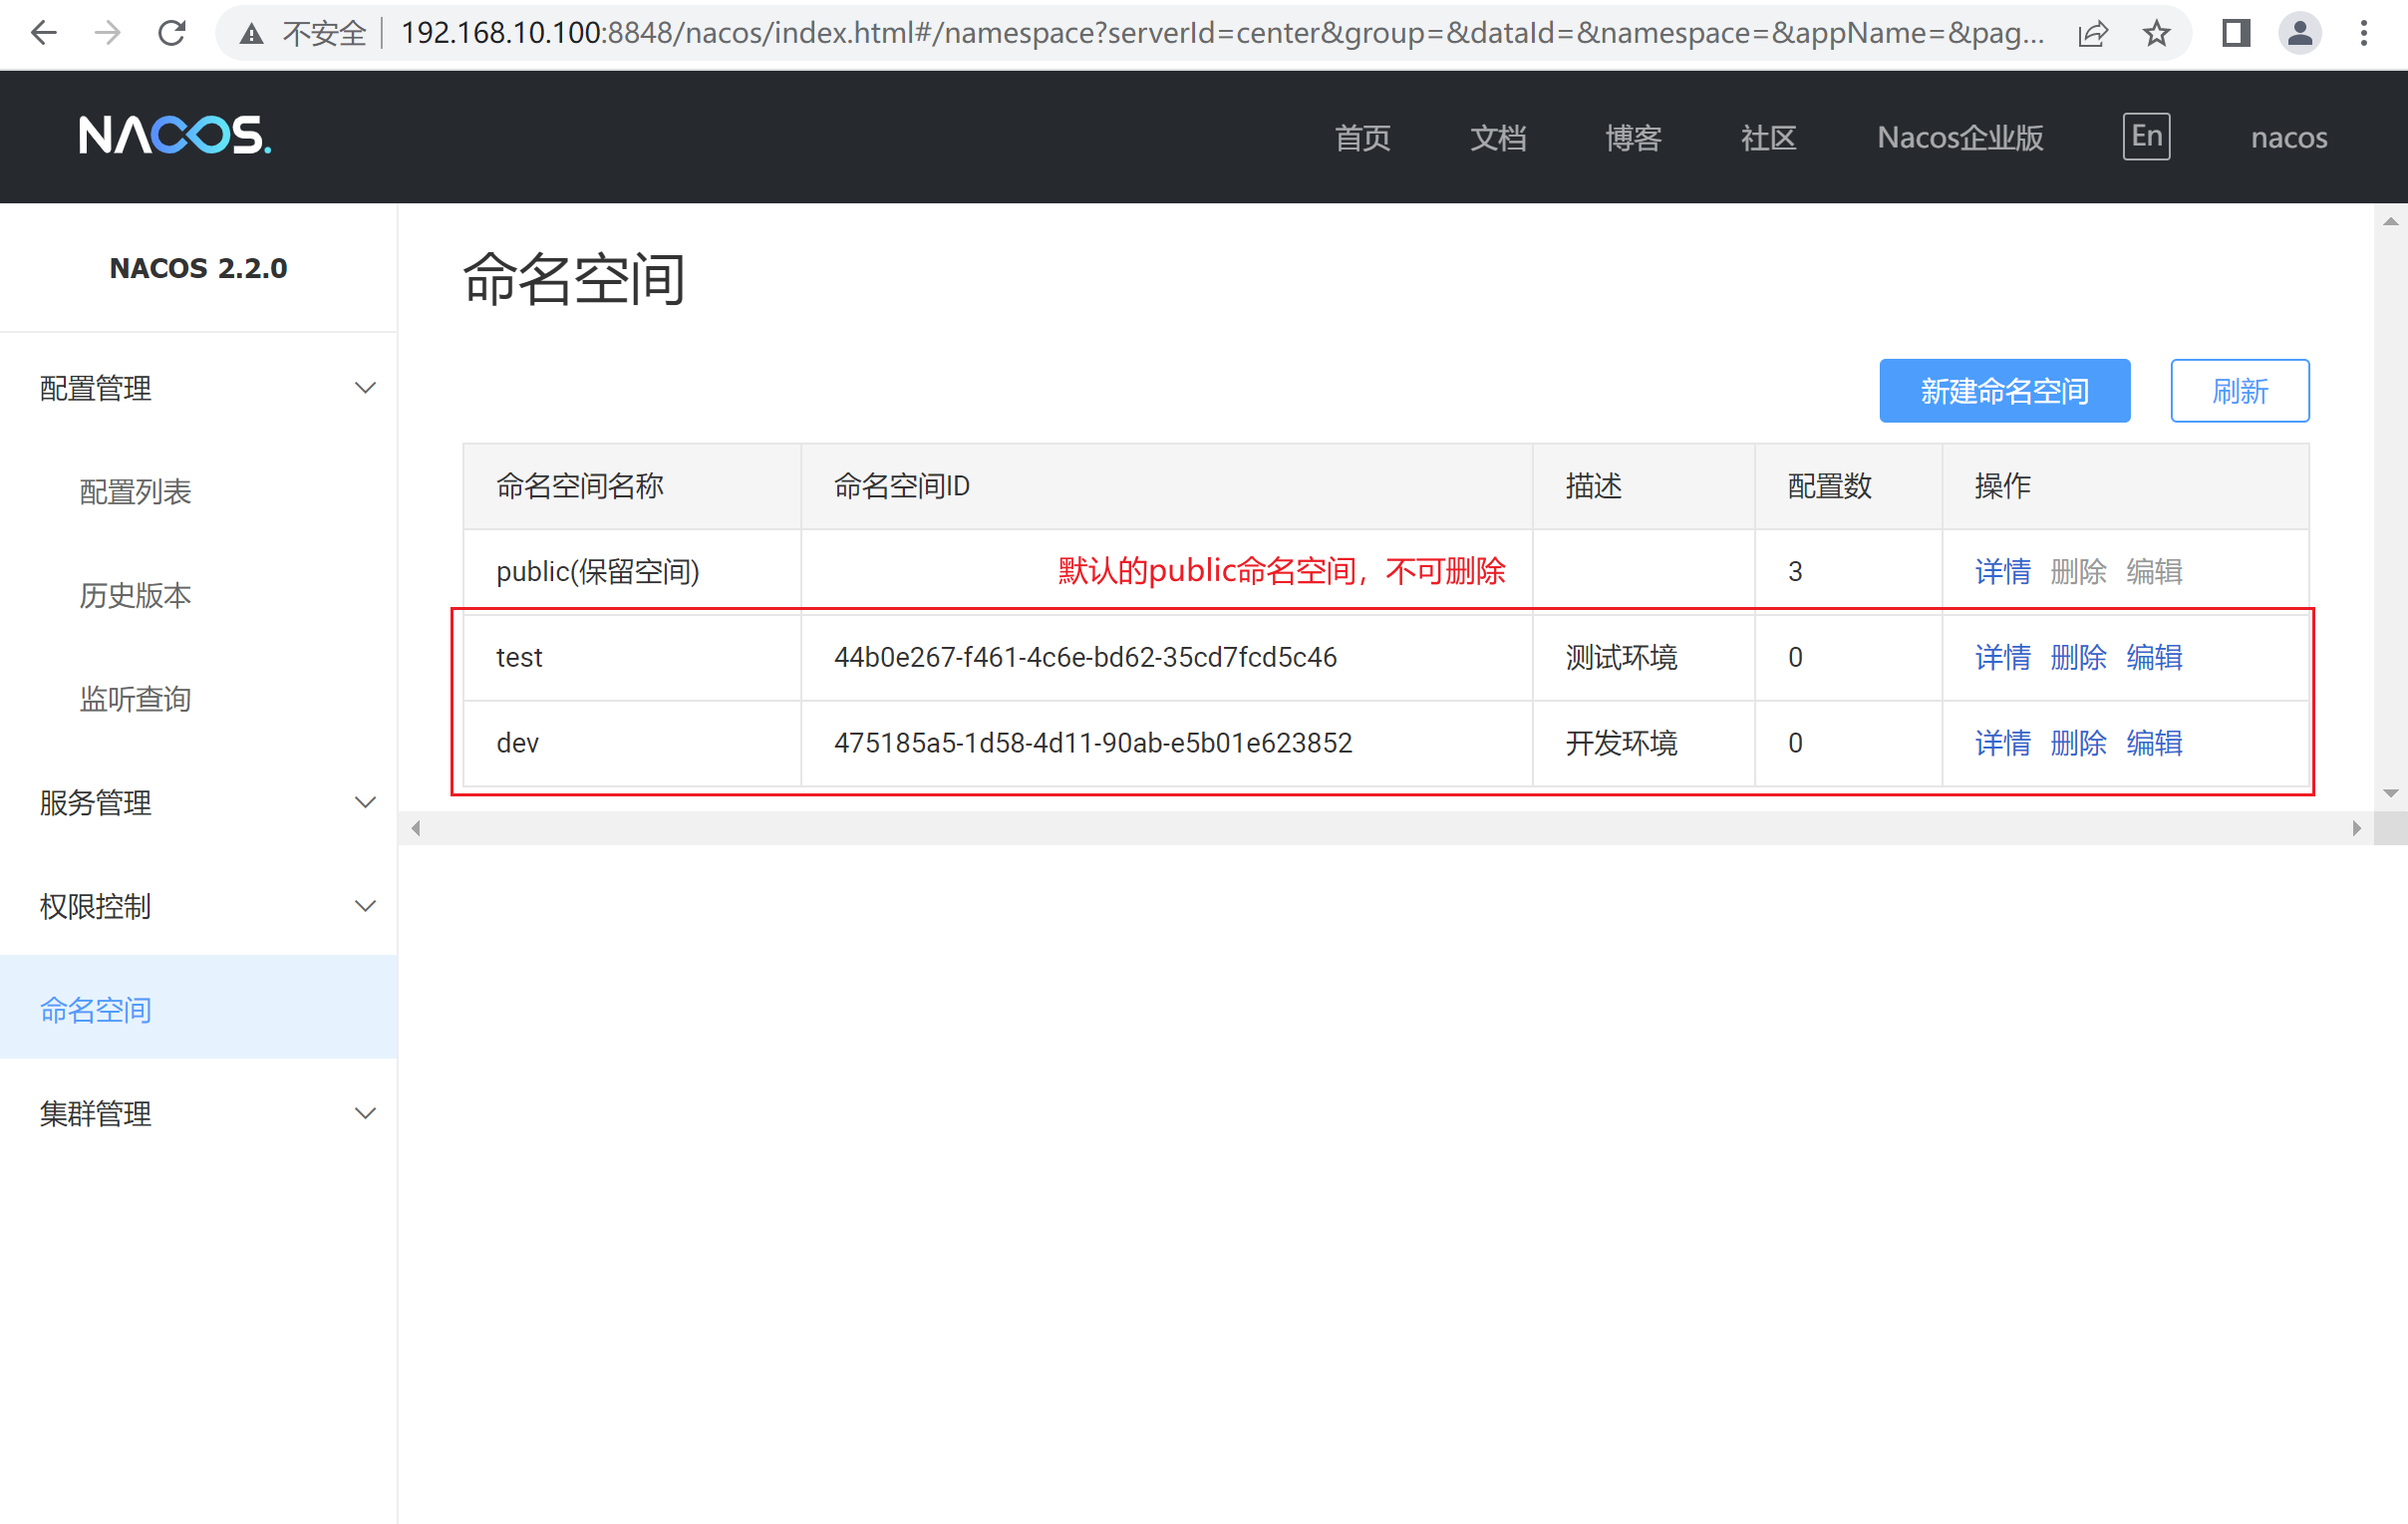 不安全 192.168.10.100:8848/nacos/index.html#/namespace?serverId=center&group=&dataId=&namespace=&appName=&pag...
NACOS. 首页 文档 博客 社区 Nacos企业版 En nacos
NACOS 2.2.0
配置管理
配置列表
历史版本
监听查询
服务管理
权限控制
命名空间
集群管理
命名空间
新建命名空间 刷新
命名空间名称 命名空间ID 描述 配置数 操作
public(保留空间) 默认的public命名空间，不可删除 3 详情 删除 编辑
test 44b0e267-f461-4c6e-bd62-35cd7fcd5c46 测试环境 0 详情 删除 编辑
dev 475185a5-1d58-4d11-90ab-e5b01e623852 开发环境 0 详情 删除 编辑